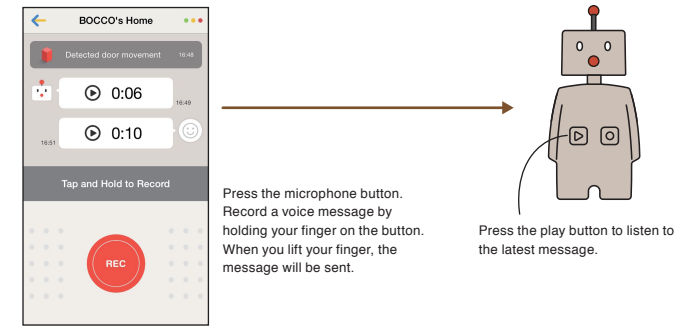 BOCCO's Home
Detected door movement 16:48
0:06
16:49
0:10
16:51
Tap and Hold to Record
REC
Press the microphone button.
Record a voice message by
holding your finger on the button.
When you lift your finger, the
message will be sent.
Press the play button to listen to
the latest message.